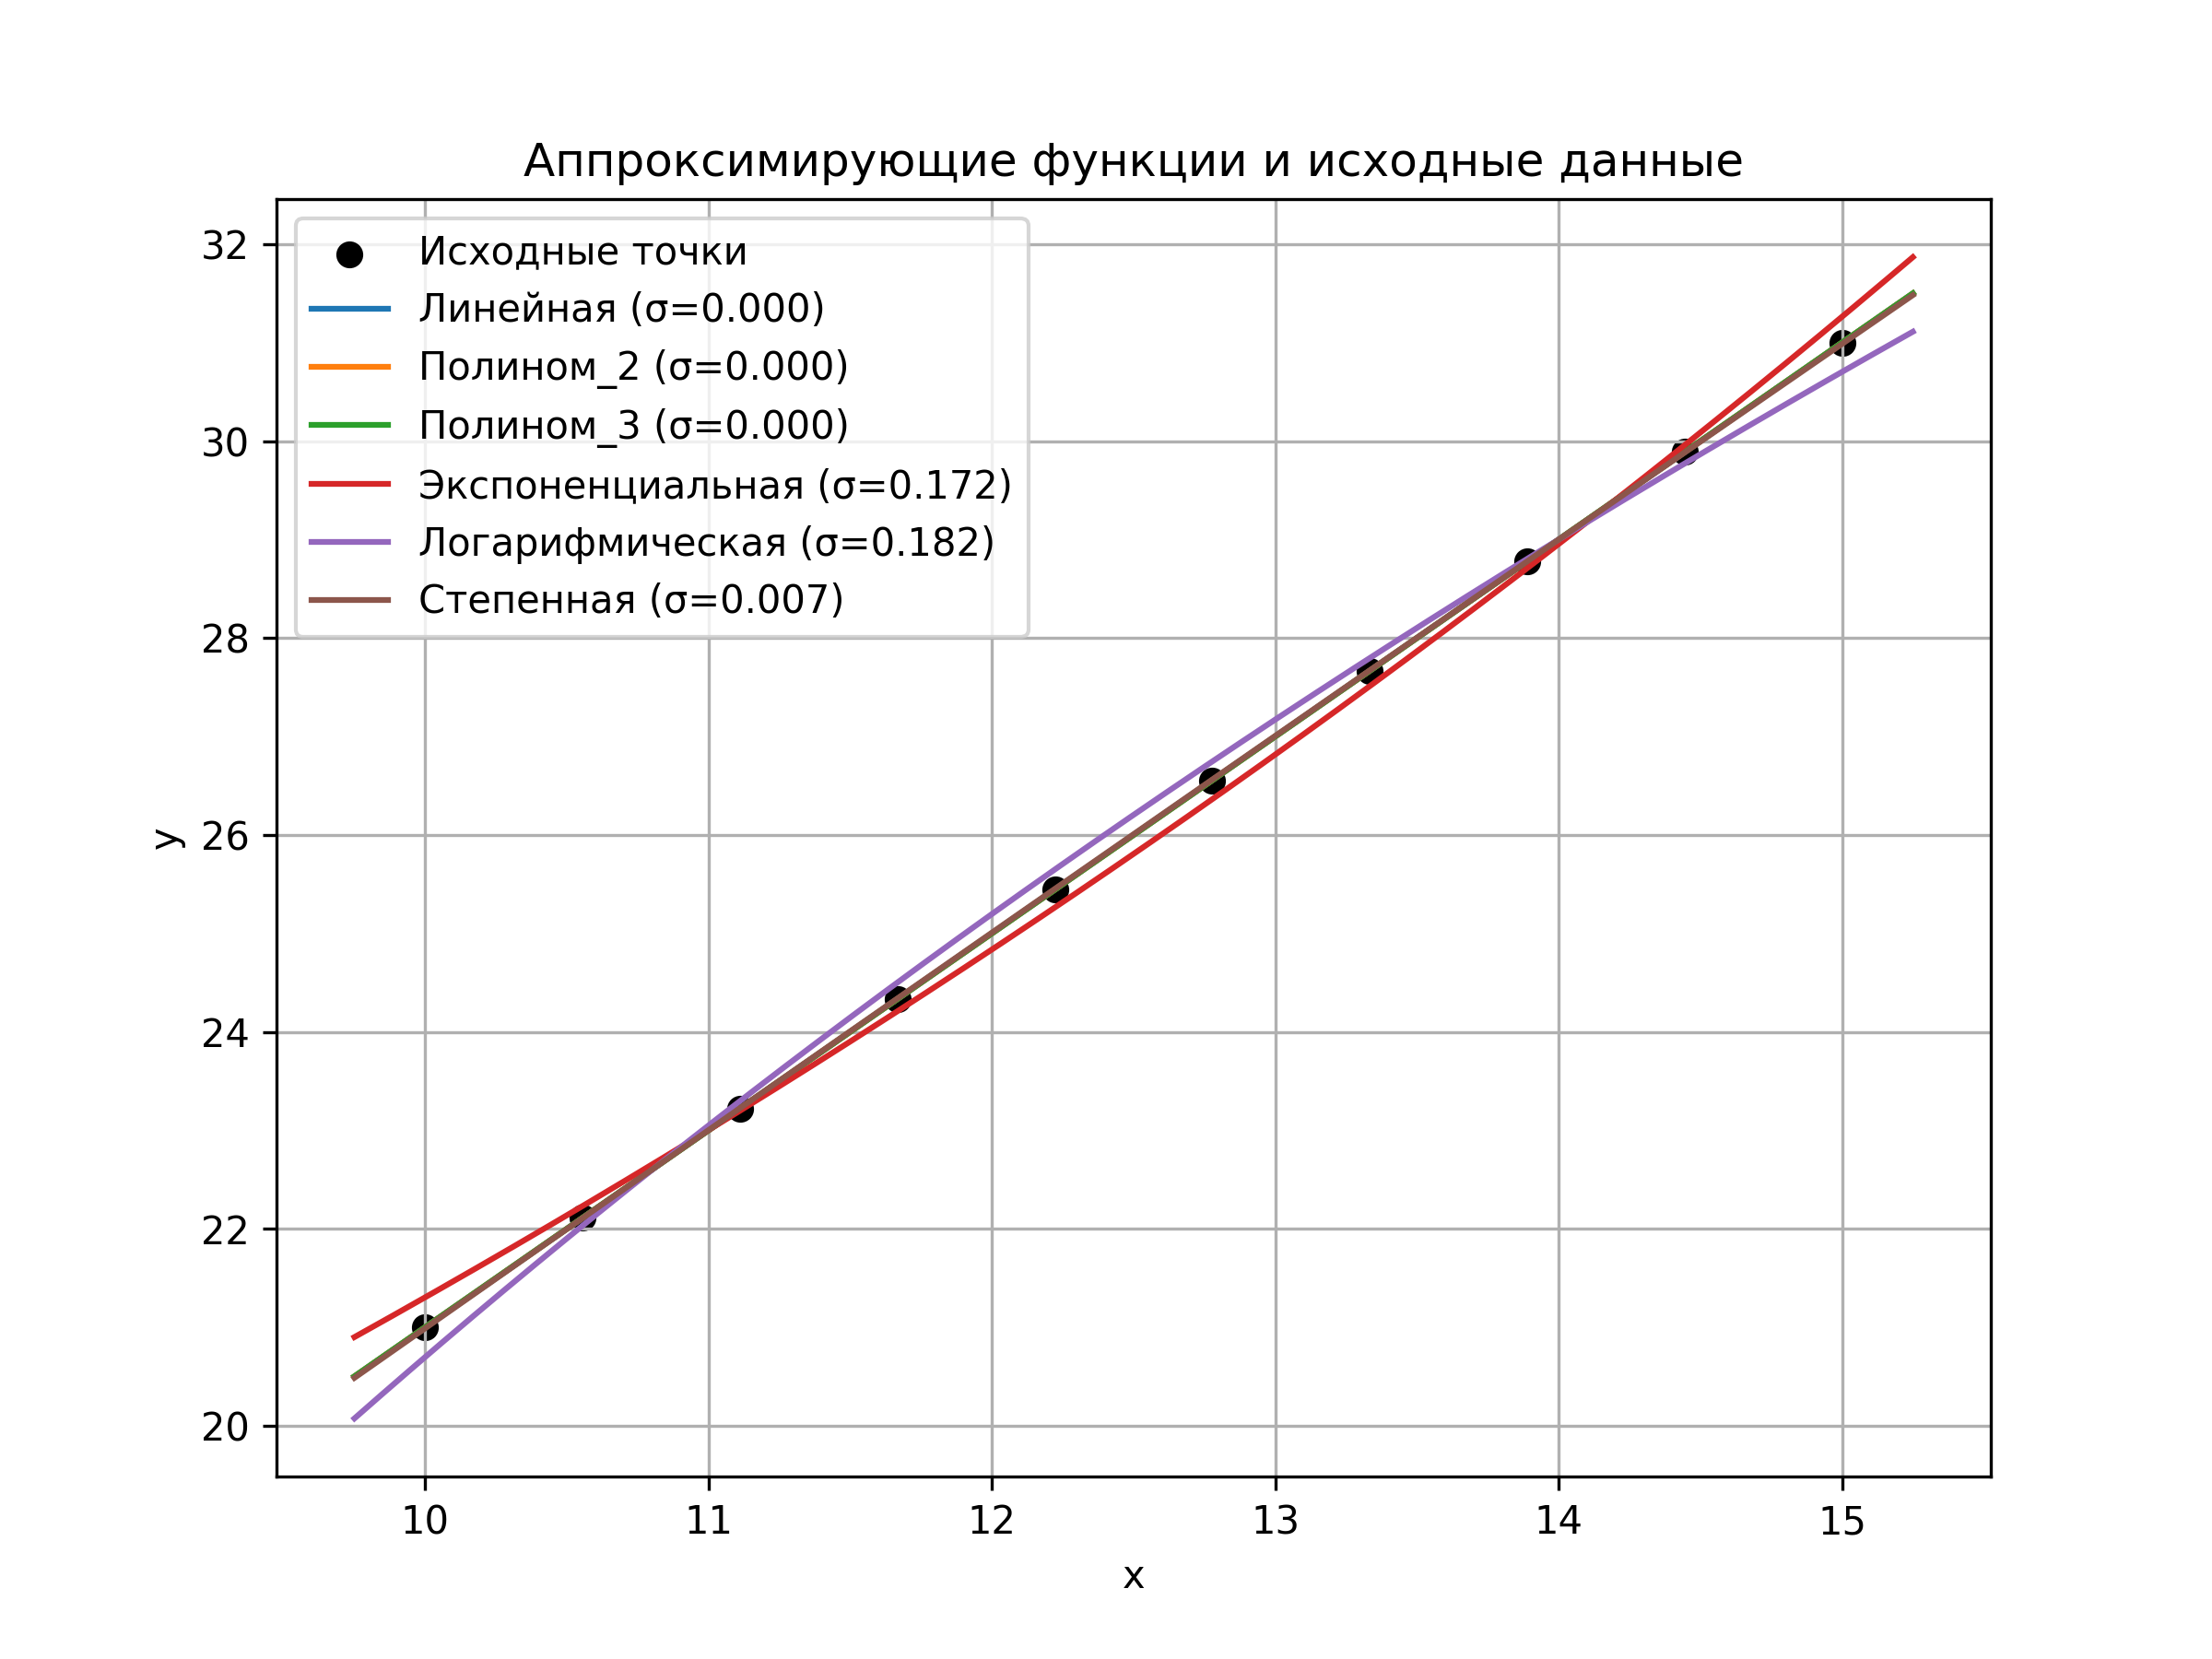 Аппроксимирующие функции и исходные данные
Исходные точки
Линейная (σ=0.000)
Полином_2 (σ=0.000)
Полином_3 (σ=0.000)
Экспоненциальная (σ=0.172)
Логарифмическая (σ=0.182)
Степенная (σ=0.007)
32
30
28
26
24
22
20
y
10 11 12 13 14 15
x